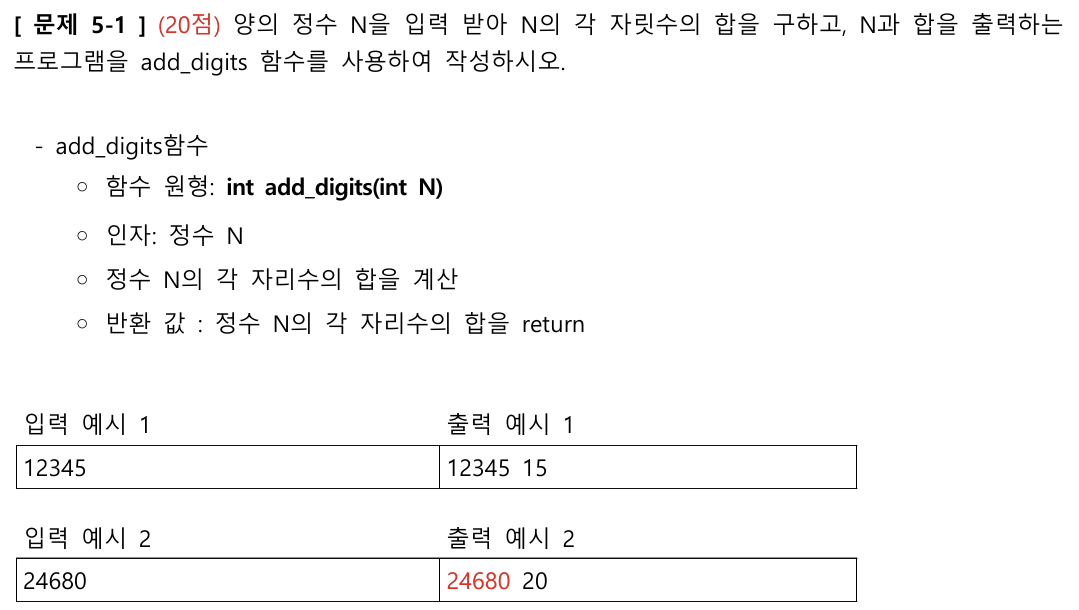 [ 문제 5-1 ] (20점) 양의 정수 N을 입력 받아 N의 각 자릿수의 합을 구하고, N과 합을 출력하는
프로그램을 add_digits 함수를 사용하여 작성하시오.
- add_digits함수
○ 함수 원형: int add_digits(int N)
○ 인자: 정수 N
○ 정수 N의 각 자리수의 합을 계산
○ 반환 값 : 정수 N의 각 자리수의 합을 return
입력 예시 1 출력 예시 1
12345 12345 15
입력 예시 2 출력 예시 2
24680 24680 20